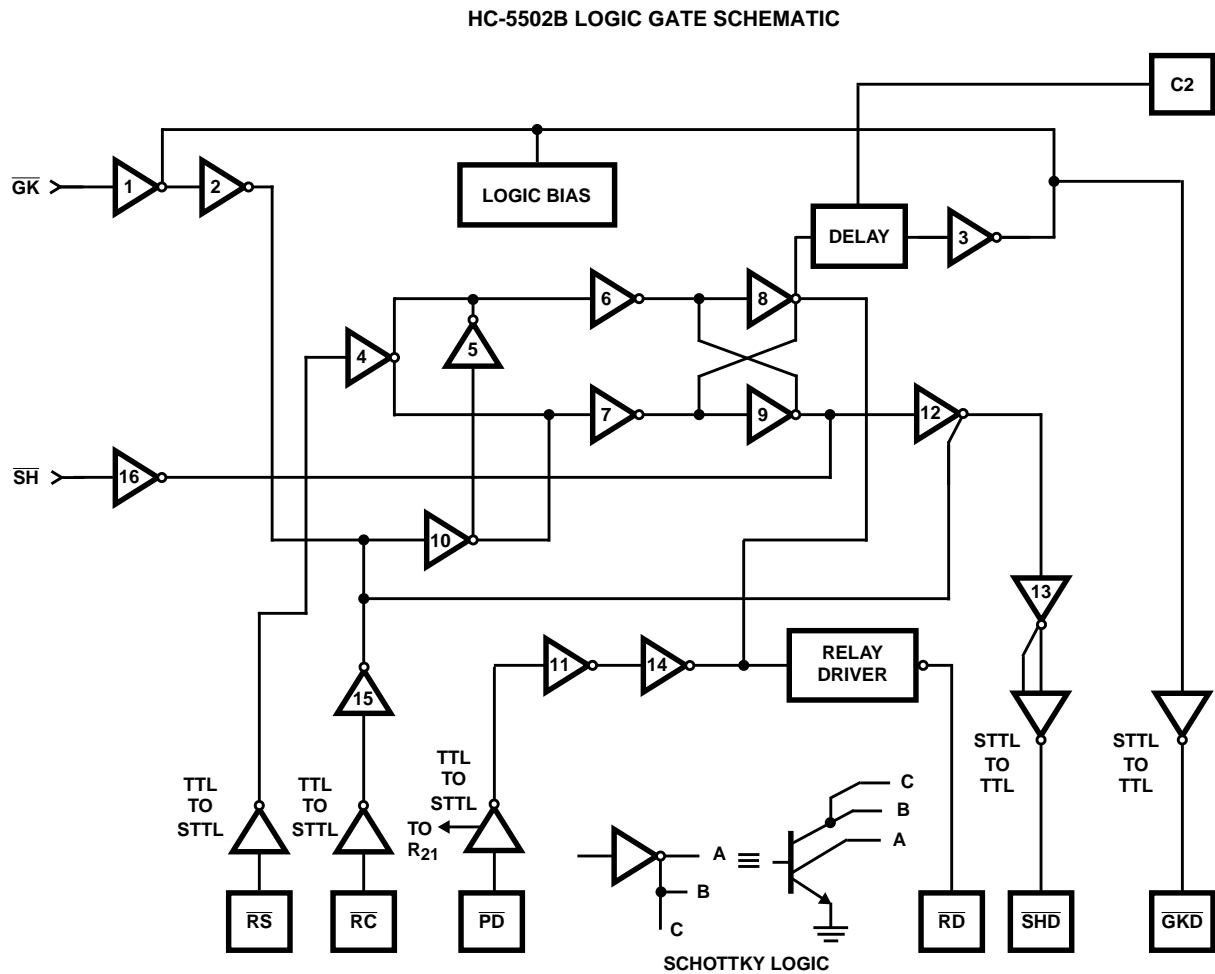 HC-5502B LOGIC GATE SCHEMATIC
C2
GK
1
2
LOGIC BIAS
DELAY
3
6
8
5
4
7
9
12
SH
16
10
13
11
14
RELAY
DRIVER
15
TTL
TO
STTL
TTL
TO
STTL
TTL
TO
STTL
TO
R21
STTL
TO
TTL
STTL
TO
TTL
C
B
A
A
B
C
RS
RC
PD
RD
SHD
GKD
SCHOTTKY LOGIC